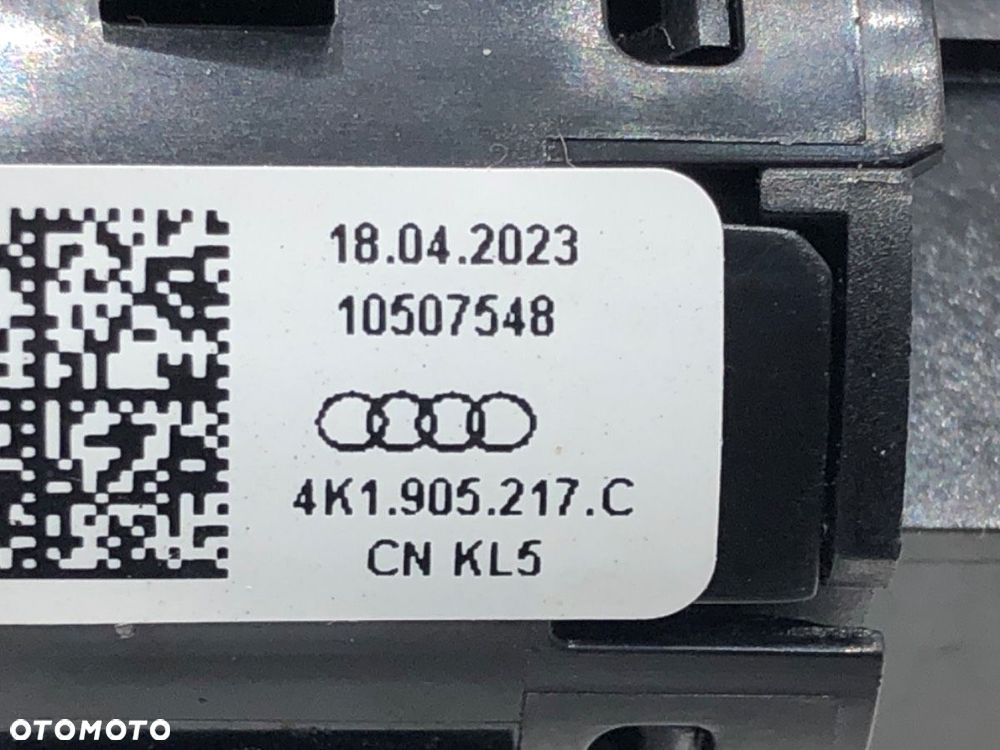 18.04.2023
10507548
4K1.905.217.C
CN KL5
OTOMOTO